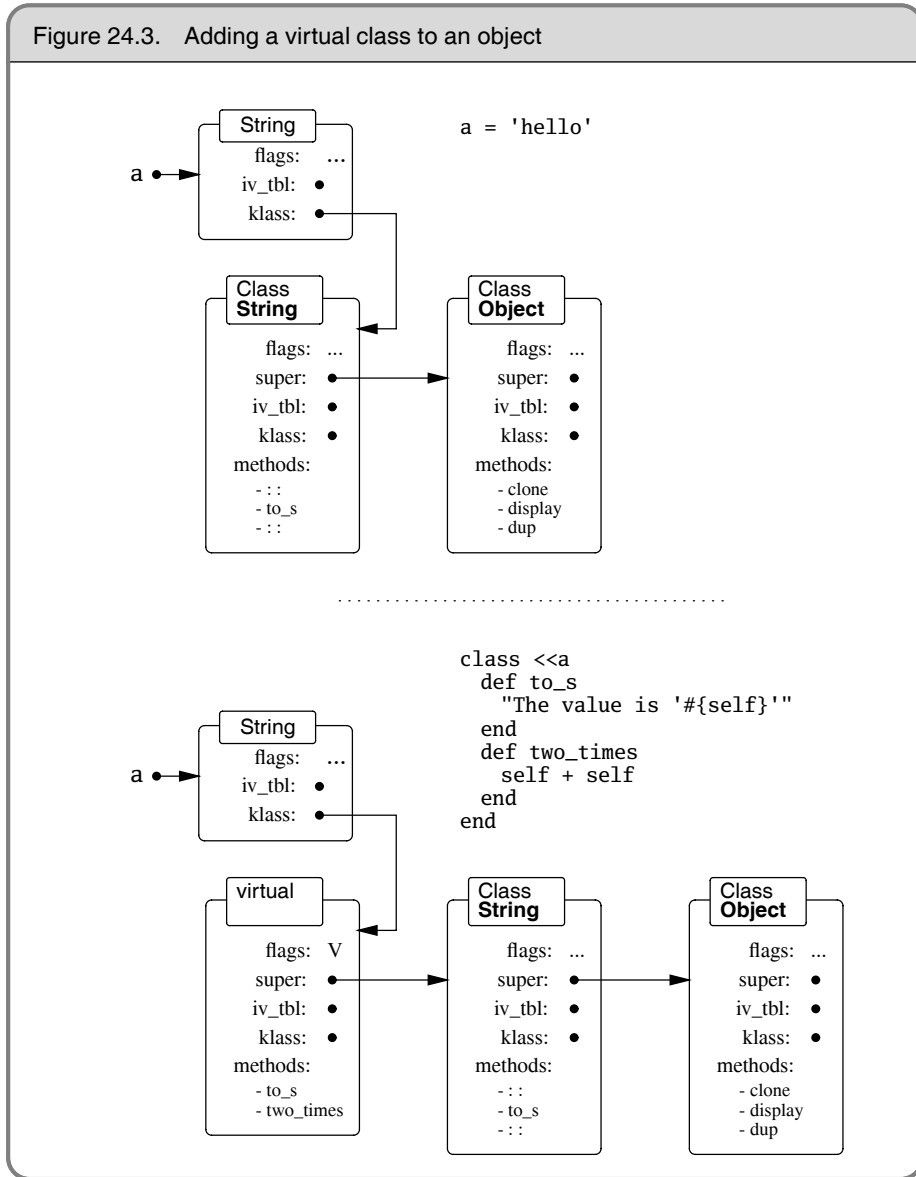 Figure 24.3. Adding a virtual class to an object
String
a = 'hello'
flags: ...
a
iv_tbl:
klass:
Class
String
Class
Object
flags: ...
super:
iv_tbl:
klass:
methods:
- : :
- to_s
- : :
flags: ...
super:
iv_tbl:
klass:
methods:
- clone
- display
- dup
class <<a
def to_s
"The value is '#{self}'"
end
def two_times
self + self
end
end
String
flags: ...
a
iv_tbl:
klass:
virtual
flags: V
super:
iv_tbl:
klass:
methods:
- to_s
- two_times
Class
String
flags: ...
super:
iv_tbl:
klass:
methods:
- : :
- to_s
- : :
Class
Object
flags: ...
super:
iv_tbl:
klass:
methods:
- clone
- display
- dup